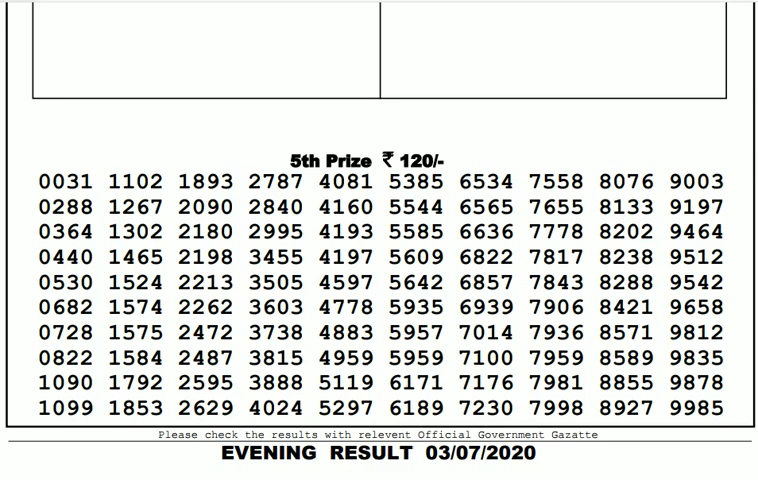 5th Prize ₹ 120/-
0031 1102 1893 2787 4081 5385 6534 7558 8076 9003
0288 1267 2090 2840 4160 5544 6565 7655 8133 9197
0364 1302 2180 2995 4193 5585 6636 7778 8202 9464
0440 1465 2198 3455 4197 5609 6822 7817 8238 9512
0530 1524 2213 3505 4597 5642 6857 7843 8288 9542
0682 1574 2262 3603 4778 5935 6939 7906 8421 9658
0728 1575 2472 3738 4883 5957 7014 7936 8571 9812
0822 1584 2487 3815 4959 5959 7100 7959 8589 9835
1090 1792 2595 3888 5119 6171 7176 7981 8855 9878
1099 1853 2629 4024 5297 6189 7230 7998 8927 9985
Please check the results with relevent Official Government Gazatte
EVENING RESULT 03/07/2020